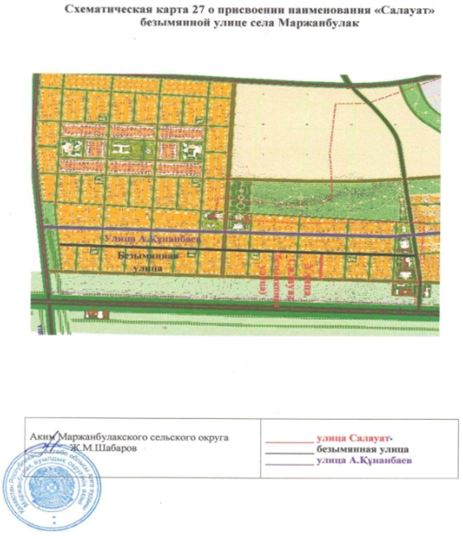 Схематическая карта 27 о присвоении наименования «Салауат»
безымянной улице села Маржанбулак
Улица А.Құнанбаев
Безымянная
улица
Аким Маржанбулакского сельского округа
Ж.М.Шабаров
улица Салауат
безымянная улица
улица А.Құнанбаев